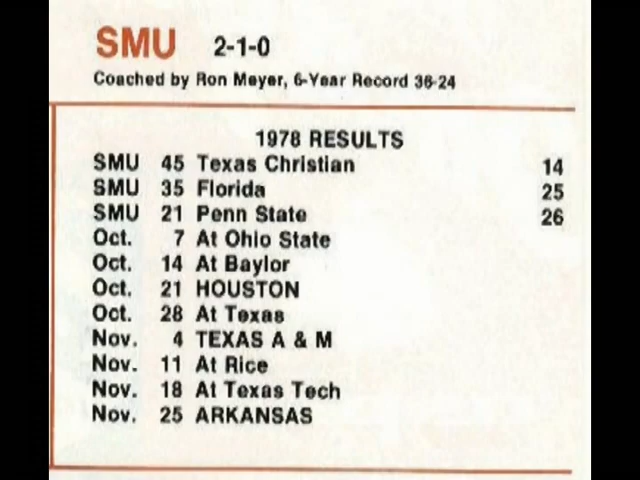 SMU 2-1-0
Coached by Ron Meyer, 6-Year Record 36-24
1978 RESULTS
SMU 45 Texas Christian 14
SMU 35 Florida 25
SMU 21 Penn State 26
Oct. 7 At Ohio State
Oct. 14 At Baylor
Oct. 21 HOUSTON
Oct. 28 At Texas
Nov. 4 TEXAS A & M
Nov. 11 At Rice
Nov. 18 At Texas Tech
Nov. 25 ARKANSAS